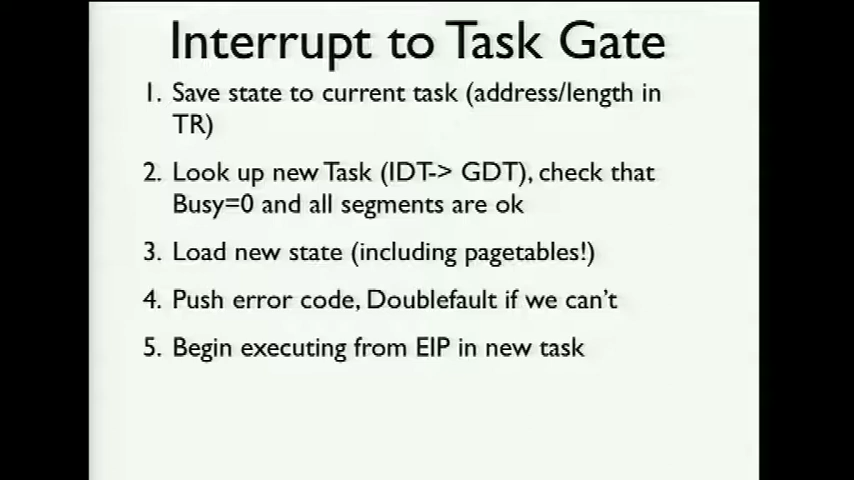 Interrupt to Task Gate
1. Save state to current task (address/length in
TR)
2. Look up new Task (IDT-> GDT), check that
Busy=0 and all segments are ok
3. Load new state (including pagetables!)
4. Push error code, Doublefault if we can't
5. Begin executing from EIP in new task